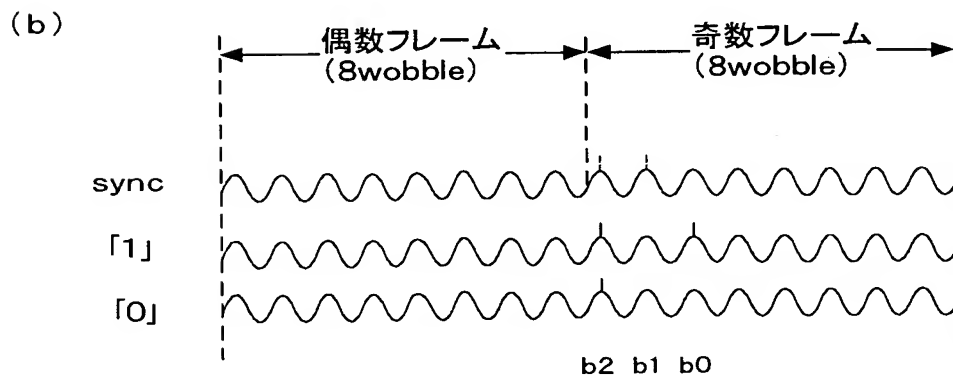 (b)
偶数フレーム
(8wobble)
奇数フレーム
(8wobble)
sync
「1」
「0」
b2 b1 b0